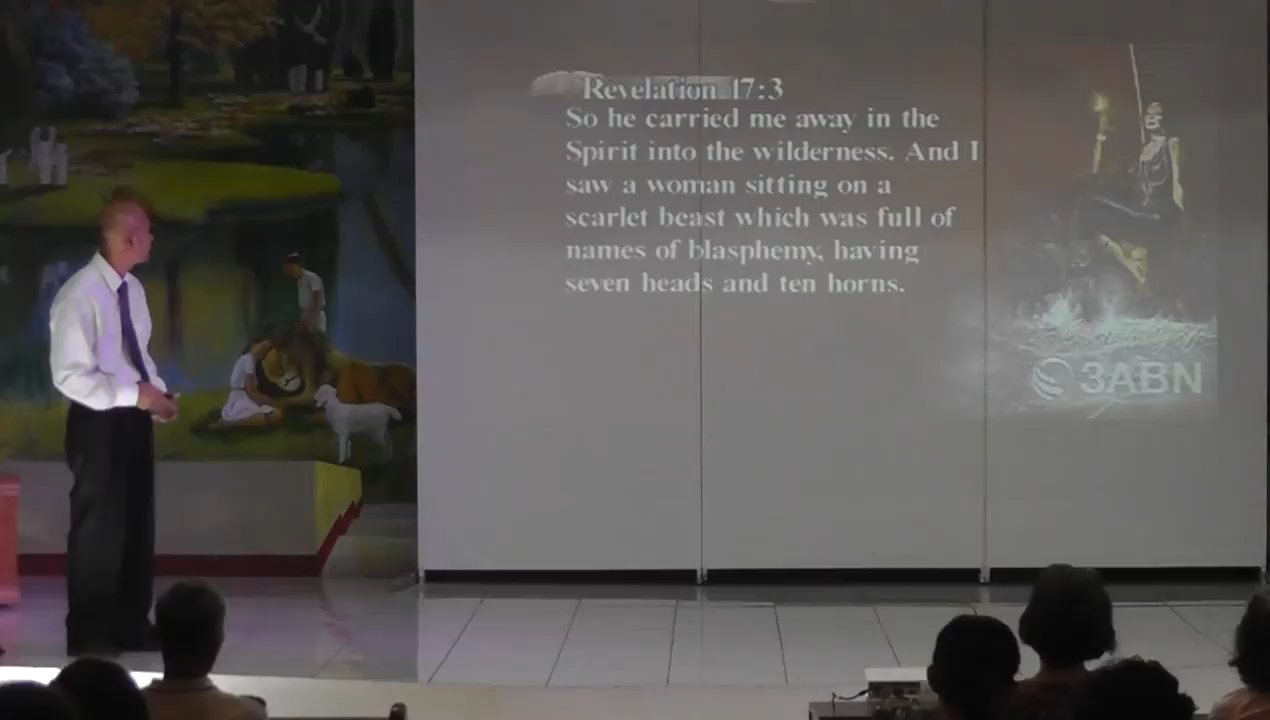 Revelation 17:3
So he carried me away in the
Spirit into the wilderness. And I
saw a woman sitting on a
scarlet beast which was full of
names of blasphemy, having
seven heads and ten horns.
3ABN